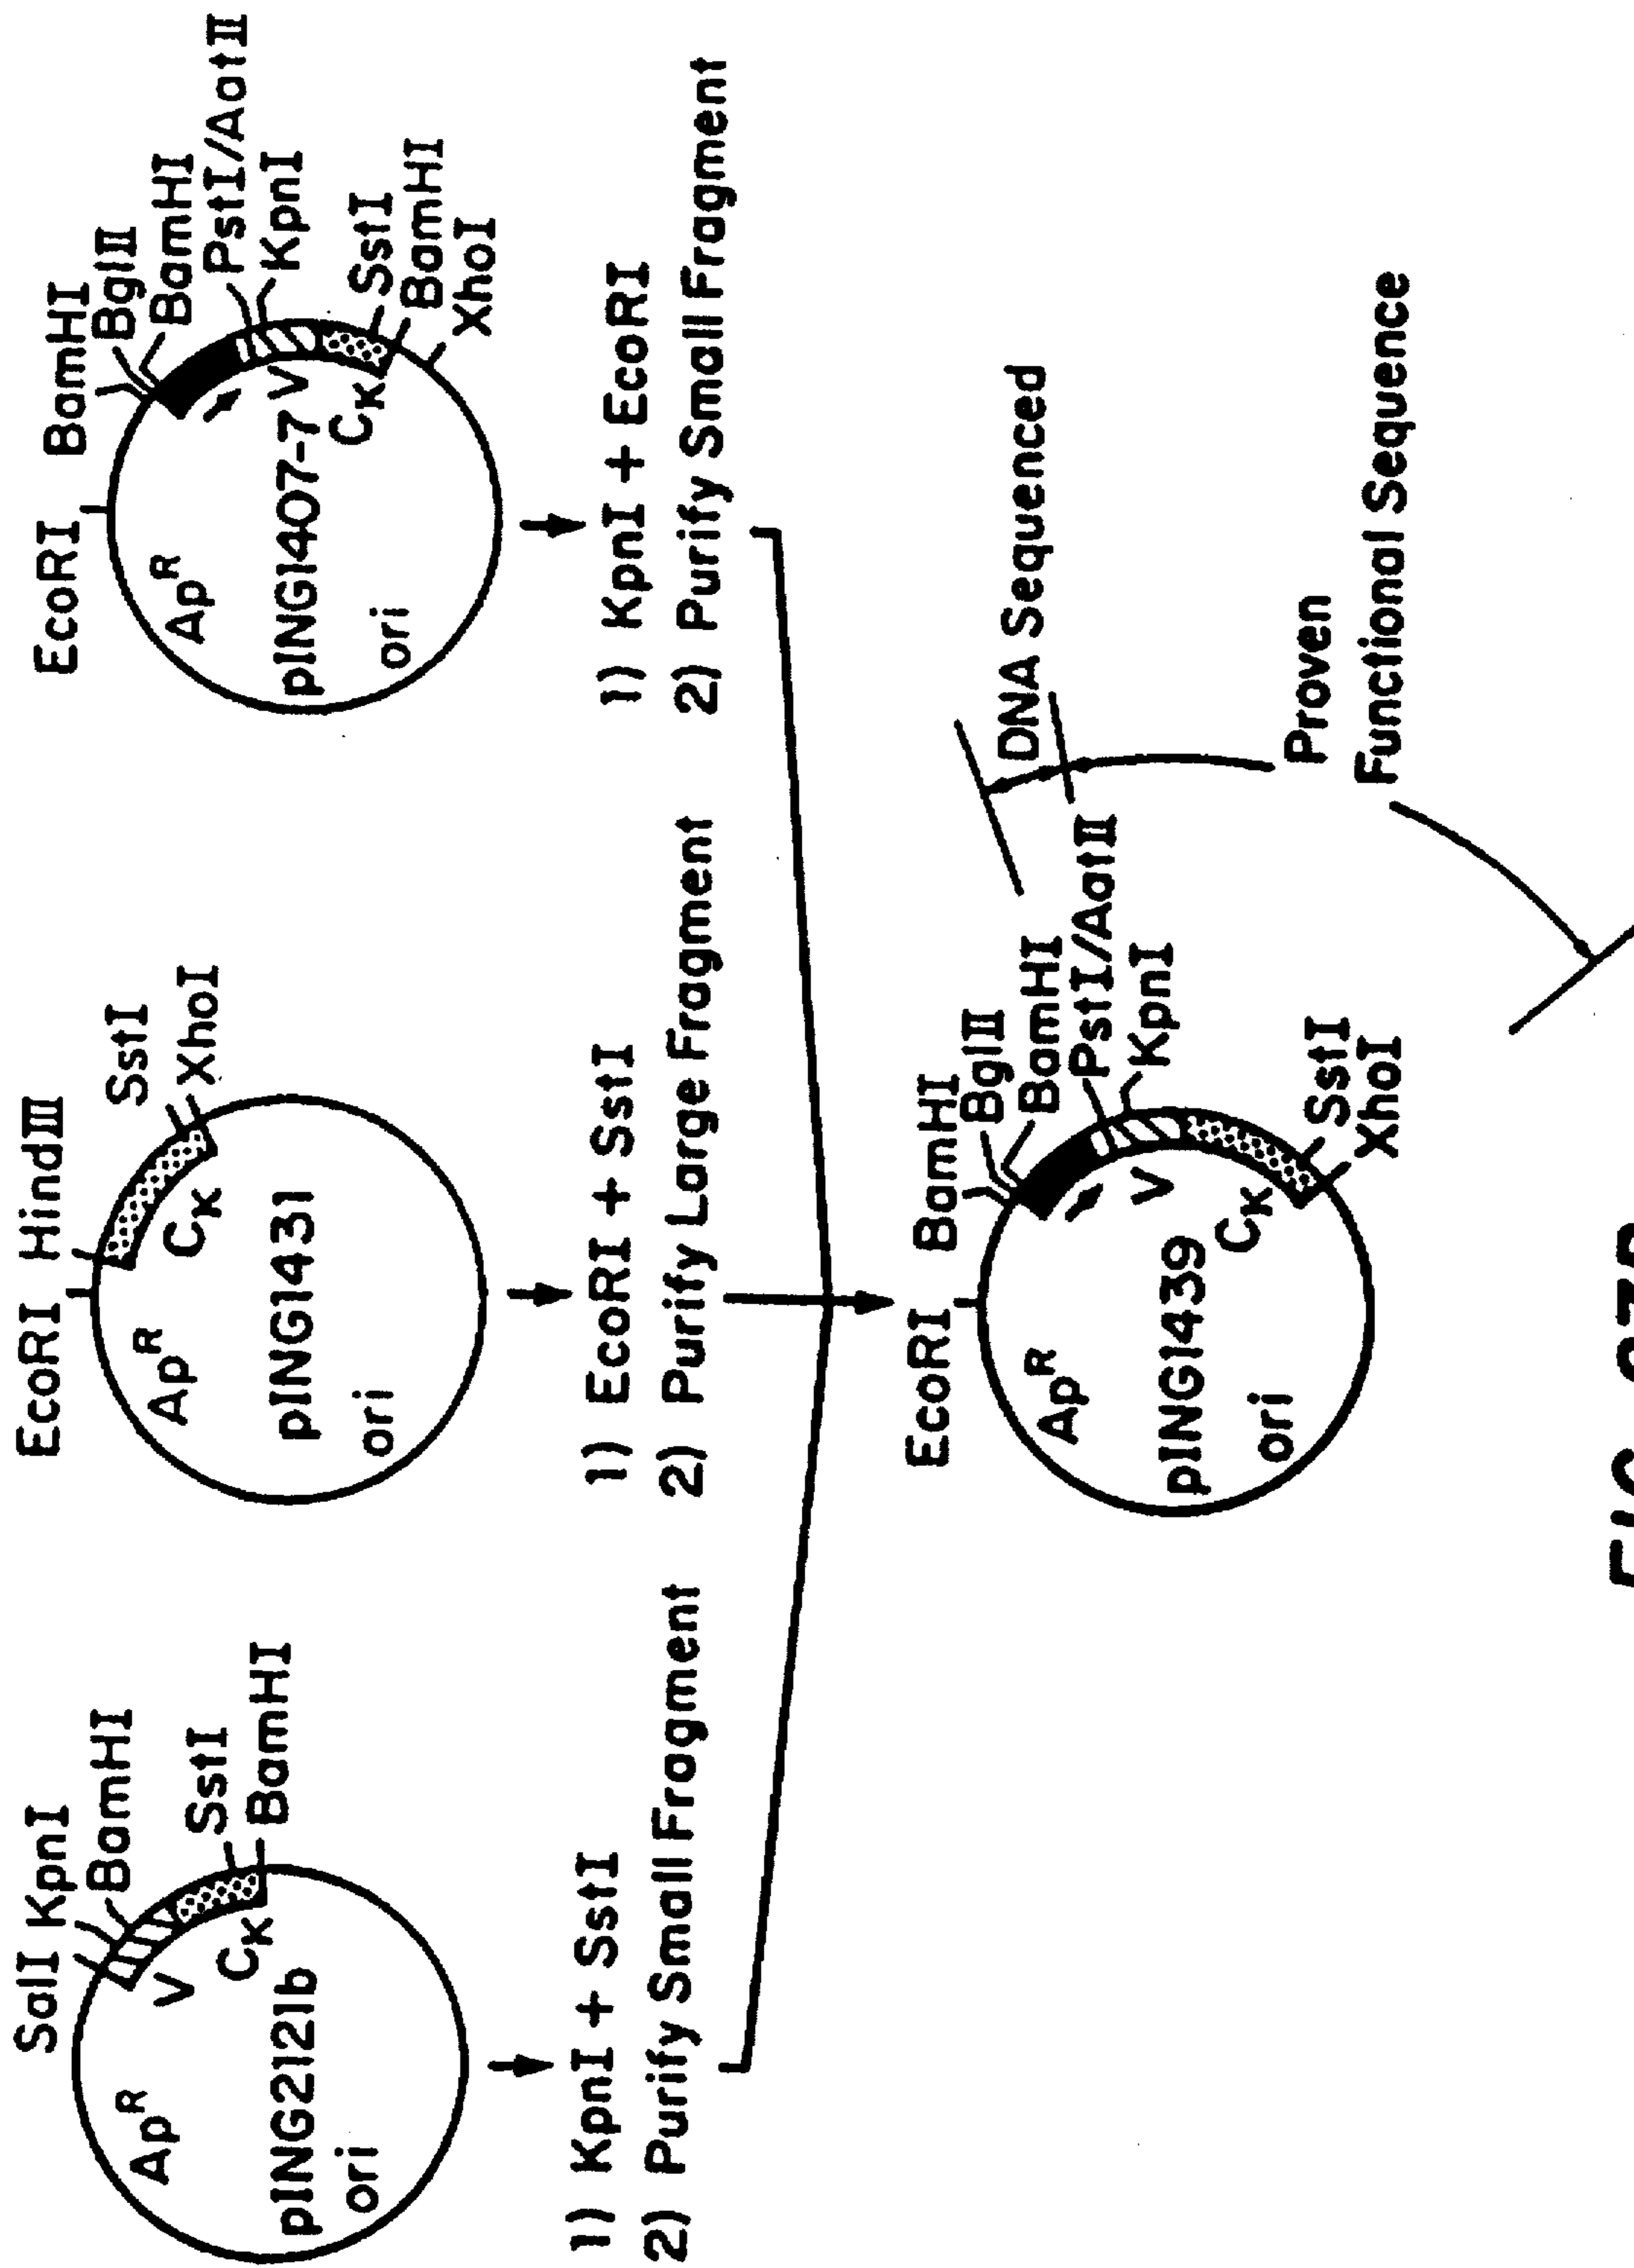 SalI KpnI
BamHI
SstI
BamHI
Ap^R
V
Cκ
pING2121b
ori
1) KpnI + SstI
2) Purify Small Fragment
EcoRI HindIII
SstI
XhoI
Ap^R
Cκ
pING1431
ori
1) EcoRI + SstI
2) Purify Large Fragment
EcoRI BamHI
BglII
BamHI
PstI/AatII
KpnI
SstI
BamHI
XhoI
Ap^R
V
Cκ
pING1407-7
ori
1) KpnI + EcoRI
2) Purify Small Fragment
EcoRI BamHI
BglII
BamHI
PstI/AatII
KpnI
SstI
XhoI
Ap^R
V
Cκ
pING1439
ori
DNA Sequenced
Proven
Functional Sequence